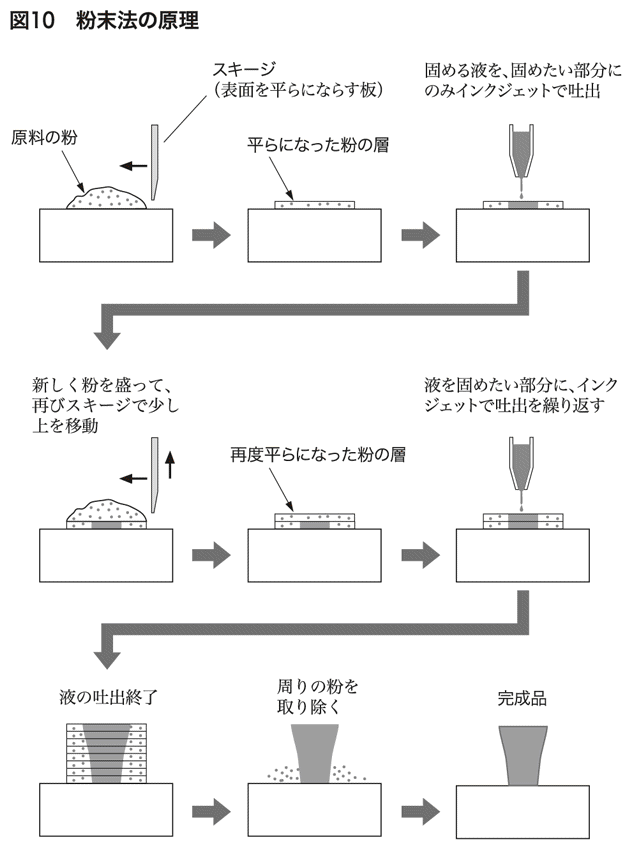 図10　粉末法の原理
スキージ
（表面を平らにならす板）
固める液を、固めたい部分に
のみインクジェットで吐出
原料の粉
平らになった粉の層
新しく粉を盛って、
再びスキージで少し
上を移動
液を固めたい部分に、インク
ジェットで吐出を繰り返す
再度平らになった粉の層
液の吐出終了
周りの粉を
取り除く
完成品